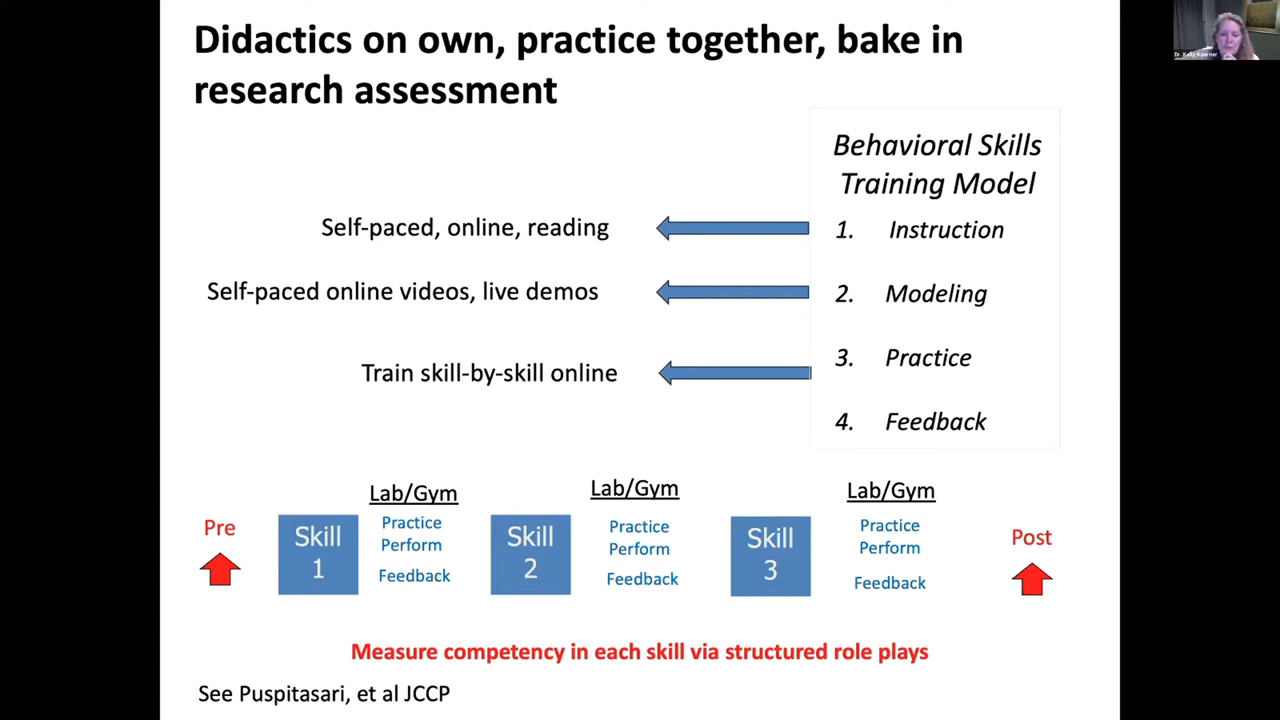 Didactics on own, practice together, bake in
research assessment
Dr. Kelly Koerner
Behavioral Skills
Training Model
Self-paced, online, reading
1. Instruction
Self-paced online videos, live demos
2. Modeling
Train skill-by-skill online
3. Practice
4. Feedback
Pre
Skill
1
Lab/Gym
Practice
Perform
Feedback
Skill
2
Lab/Gym
Practice
Perform
Feedback
Skill
3
Lab/Gym
Practice
Perform
Feedback
Post
Measure competency in each skill via structured role plays
See Puspitasari, et al JCCP